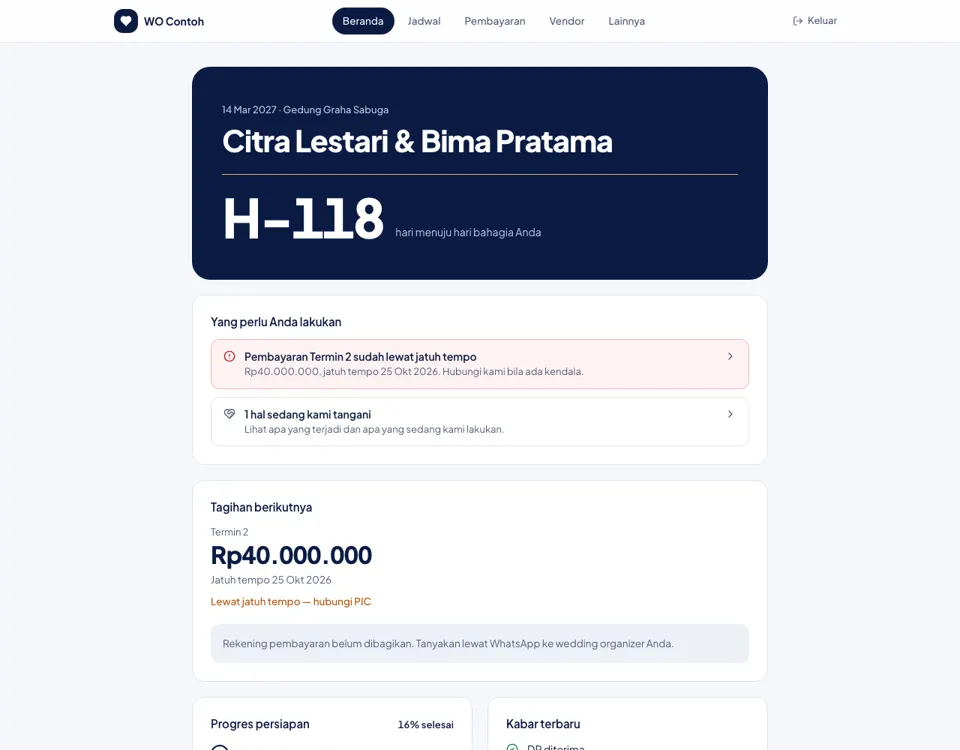 WO Contoh
Beranda
Jadwal
Pembayaran
Vendor
Lainnya
Keluar
14 Mar 2027 · Gedung Graha Sabuga
Citra Lestari & Bima Pratama
H-118 hari menuju hari bahagia Anda
Yang perlu Anda lakukan
Pembayaran Termin 2 sudah lewat jatuh tempo
Rp40.000.000, jatuh tempo 25 Okt 2026. Hubungi kami bila ada kendala.
1 hal sedang kami tangani
Lihat apa yang terjadi dan apa yang sedang kami lakukan.
Tagihan berikutnya
Termin 2
Rp40.000.000
Jatuh tempo 25 Okt 2026
Lewat jatuh tempo — hubungi PIC
Rekening pembayaran belum dibagikan. Tanyakan lewat WhatsApp ke wedding organizer Anda.
Progres persiapan
16% selesai
Kabar terbaru
DP diterima